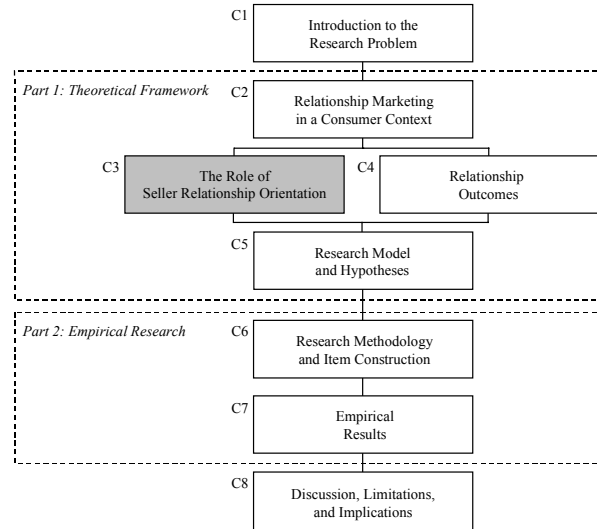 C1
Introduction to the
Research Problem
Part 1: Theoretical Framework
C2
Relationship Marketing
in a Consumer Context
C3
The Role of
Seller Relationship Orientation
C4
Relationship
Outcomes
C5
Research Model
and Hypotheses
Part 2: Empirical Research
C6
Research Methodology
and Item Construction
C7
Empirical
Results
C8
Discussion, Limitations,
and Implications